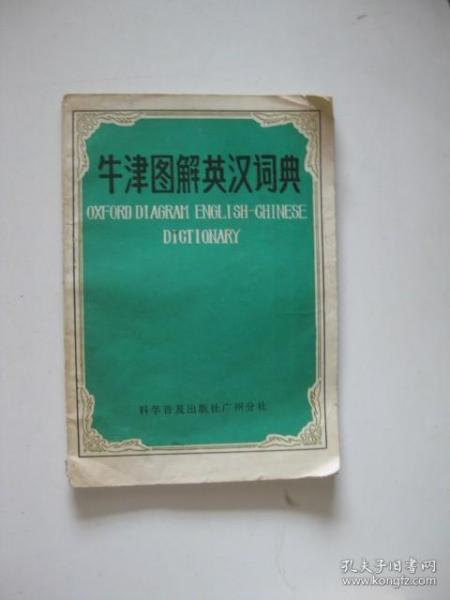 牛津图解英汉词典
OXFORD DIAGRAM ENGLISH-CHINESE
DiCTIONARY
科学普及出版社广州分社
孔夫子旧书网
www.kongfz.com